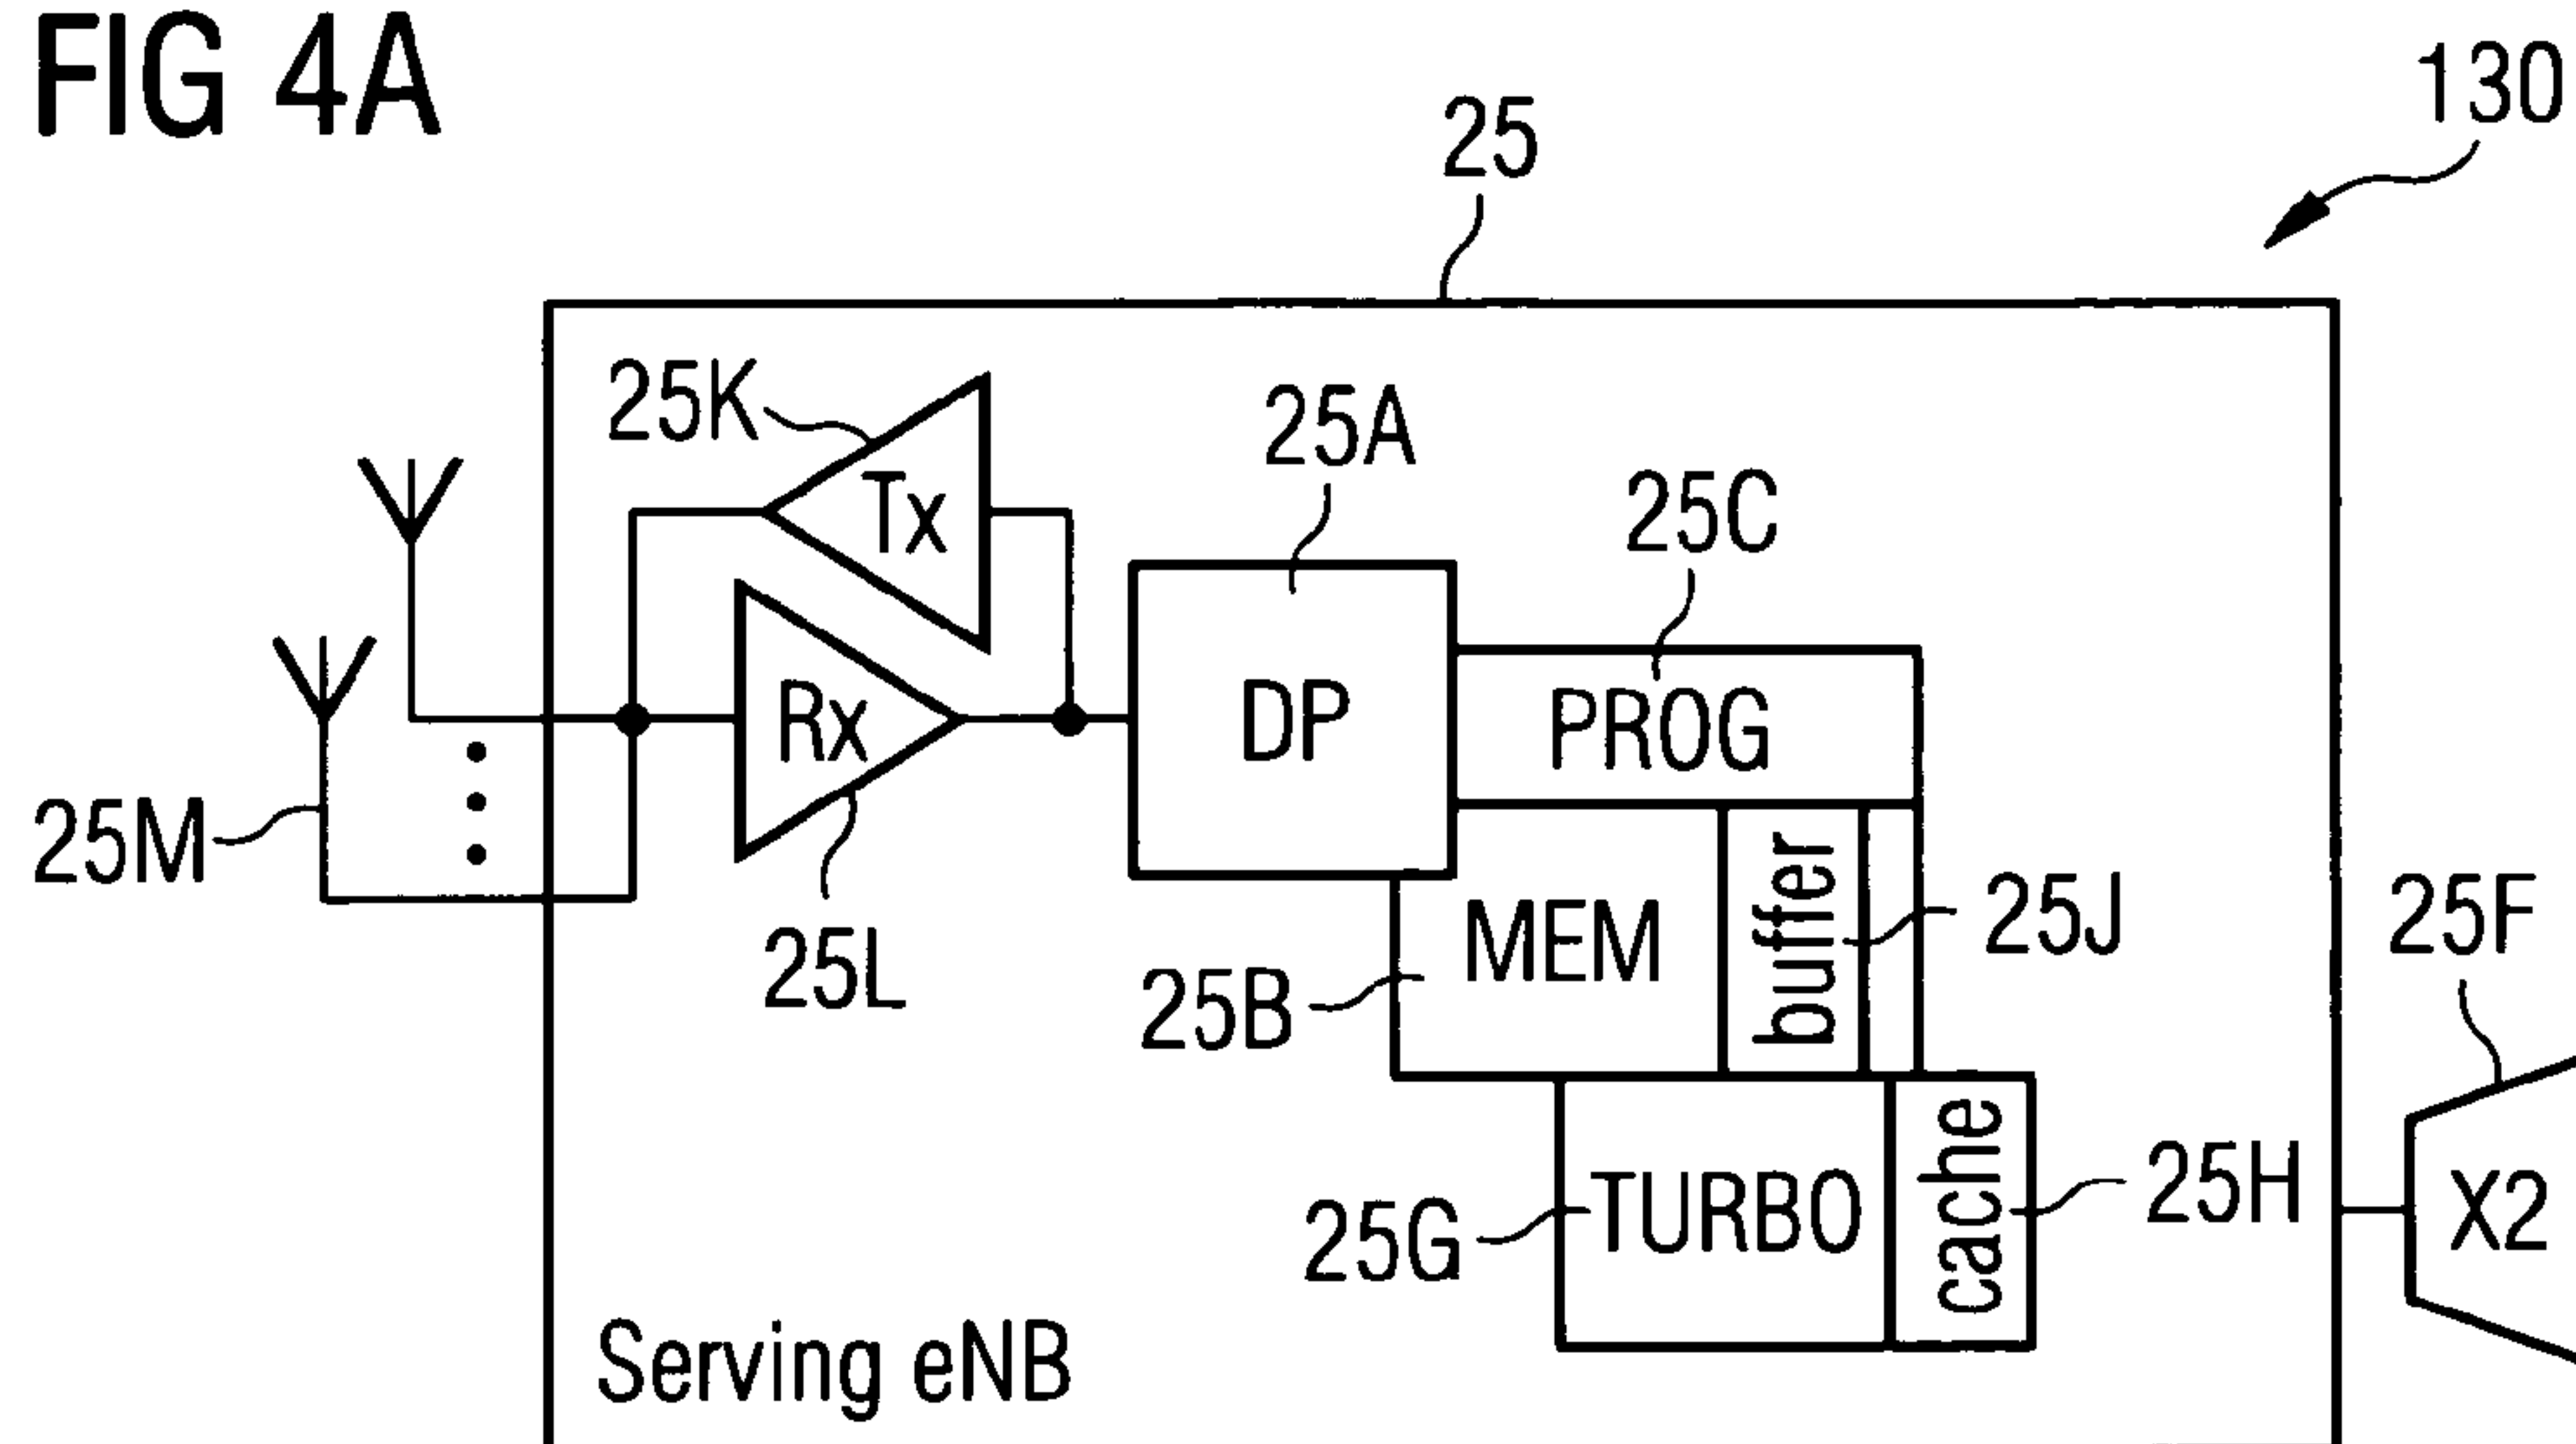 FIG 4A
130
25
25K
25A
Tx
25C
Rx
DP
PROG
25M
25L
MEM
buffer
25J
25F
25B
25G
TURBO
cache
25H
X2
Serving eNB